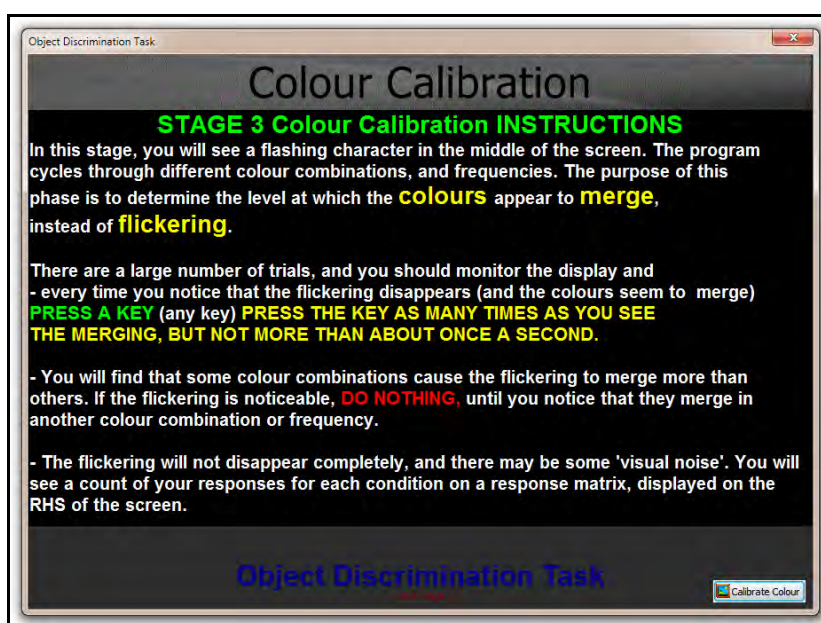 Object Discrimination Task
Colour Calibration
STAGE 3 Colour Calibration INSTRUCTIONS
In this stage, you will see a flashing character in the middle of the screen. The program
cycles through different colour combinations, and frequencies. The purpose of this
phase is to determine the level at which the colours appear to merge,
instead of flickering.
There are a large number of trials, and you should monitor the display and
- every time you notice that the flickering disappears (and the colours seem to merge)
PRESS A KEY (any key) PRESS THE KEY AS MANY TIMES AS YOU SEE
THE MERGING, BUT NOT MORE THAN ABOUT ONCE A SECOND.
- You will find that some colour combinations cause the flickering to merge more than
others. If the flickering is noticeable, DO NOTHING, until you notice that they merge in
another colour combination or frequency.
- The flickering will not disappear completely, and there may be some 'visual noise'. You will
see a count of your responses for each condition on a response matrix, displayed on the
RHS of the screen.
Object Discrimination Task
Calibrate Colour